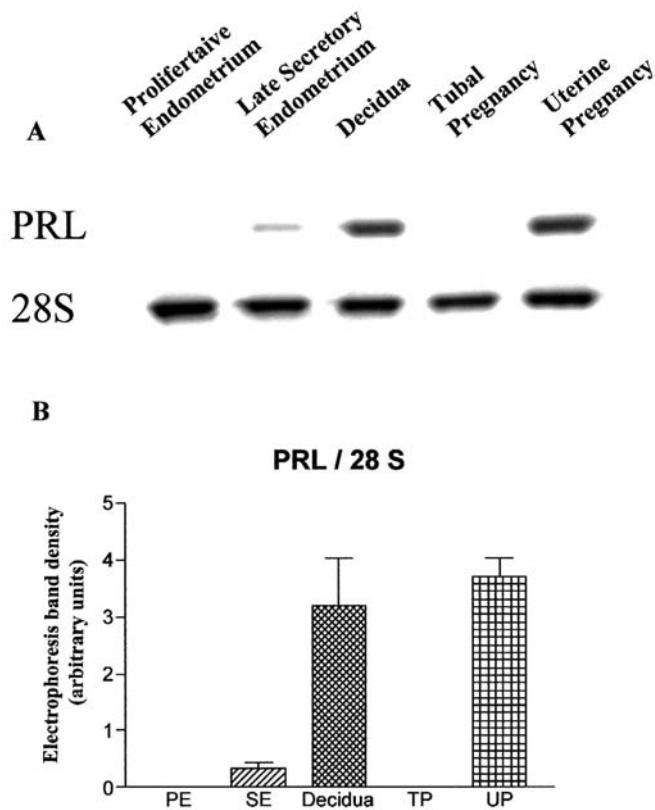 Prolifertaive
Endometrium
Late Secretory
Endometrium
Decidua
Tubal
Pregnancy
Uterine
Pregnancy
A
PRL
28S
B
PRL / 28 S
Electrophoresis band density
(arbitrary units)
5
4
3
2
1
0
PE SE Decidua TP UP